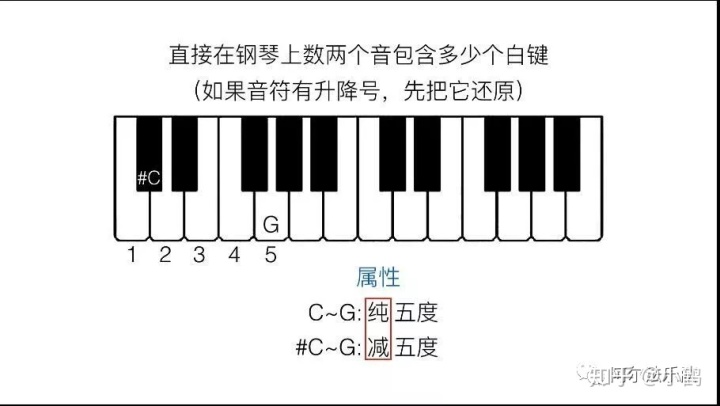 直接在钢琴上数两个音包含多少个白键
（如果音符有升降号，先把它还原）
#C
G
1 2 3 4 5
属性
C~G: 纯五度
#C~G: 减五度
知乎 @小鹤